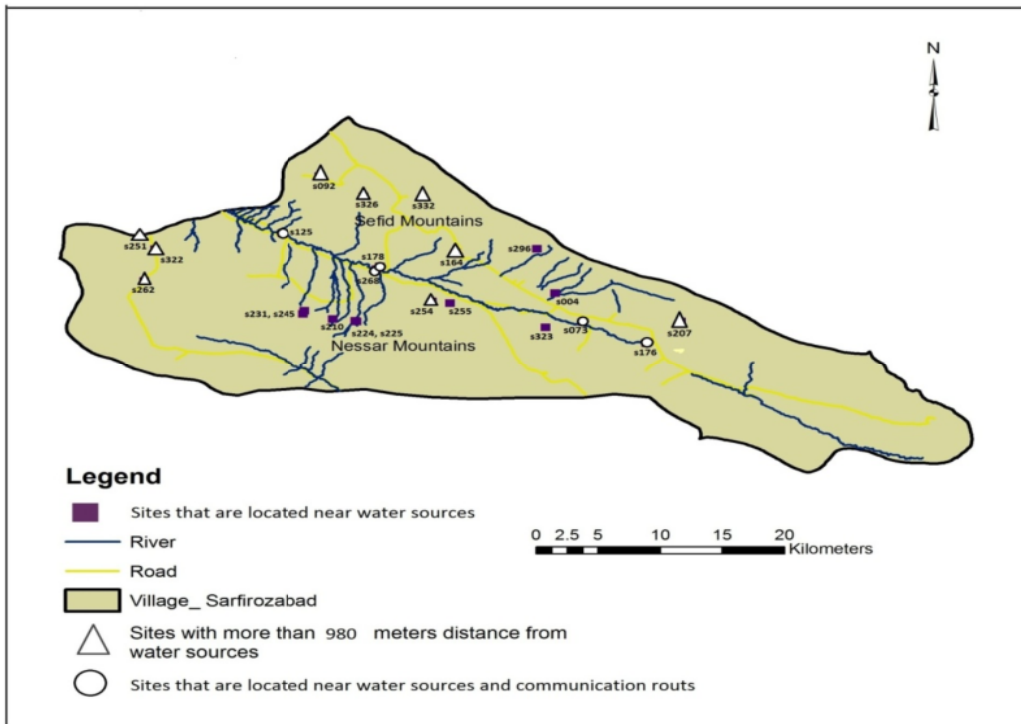 N
s092
s326
s332
Sefid Mountains
s125
s251
s322
s178
s164
s296
s268
s262
s004
s254
s255
s231, s245
s210
s224, s225
s323
s073
s207
s176
Nessar Mountains
Legend
Sites that are located near water sources
River
Road
Village_ Sarfirozabad
Sites with more than 980 meters distance from
water sources
Sites that are located near water sources and communication routs
0 2.5 5 10 15 20
Kilometers